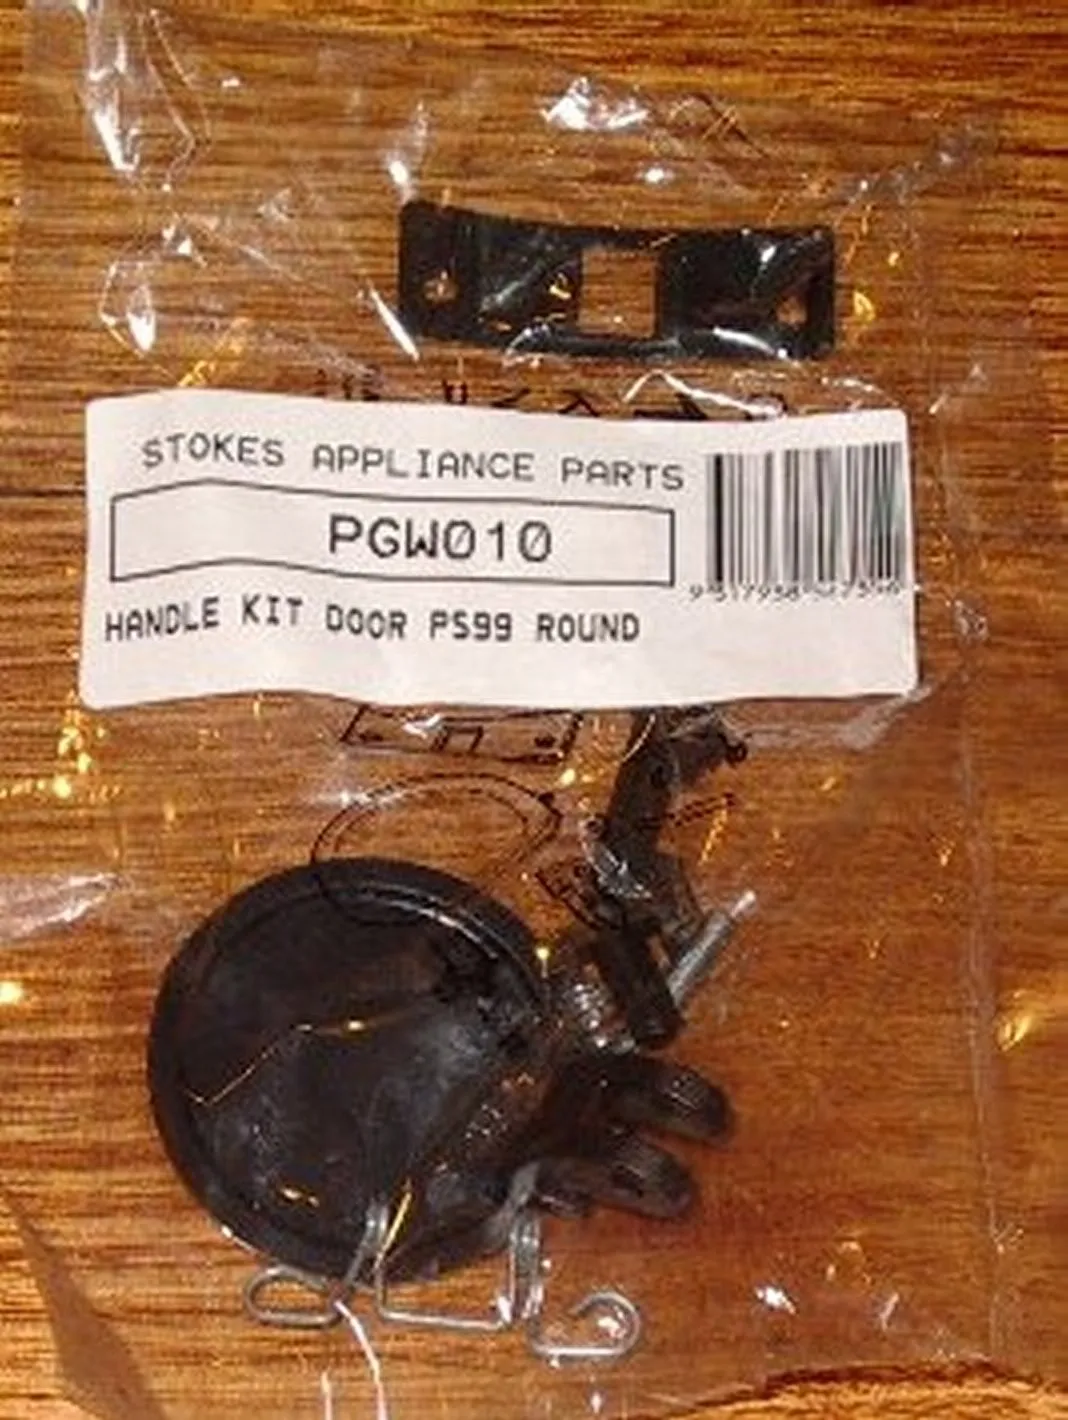 STOKES APPLIANCE PARTS
PGW010
HANDLE KIT DOOR PS99 ROUND